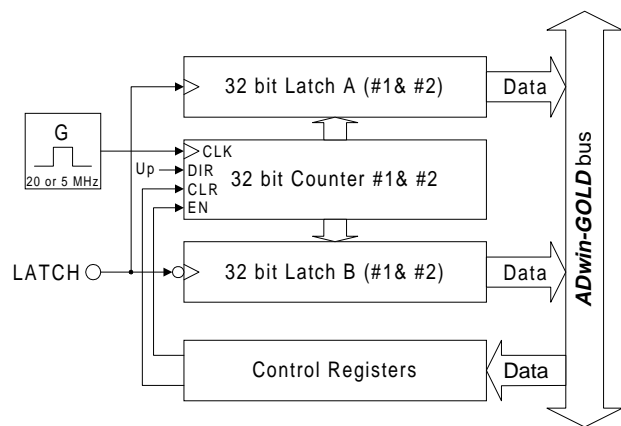 32 bit Latch A (#1& #2)
Data
G
20 or 5 MHz
CLK
Up
DIR
CLR
EN
32 bit Counter #1& #2
LATCH
32 bit Latch B (#1& #2)
Data
Control Registers
Data
ADwin-GOLD bus